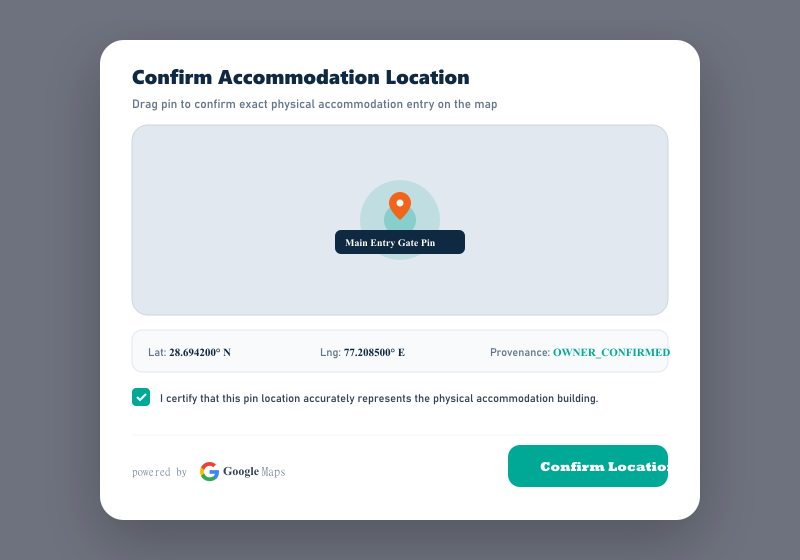 Confirm Accommodation Location
Drag pin to confirm exact physical accommodation entry on the map
Main Entry Gate Pin
Lat: 28.694200° N Lng: 77.208500° E Provenance: OWNER_CONFIRMED
I certify that this pin location accurately represents the physical accommodation building.
powered by Google Maps Confirm Locatio